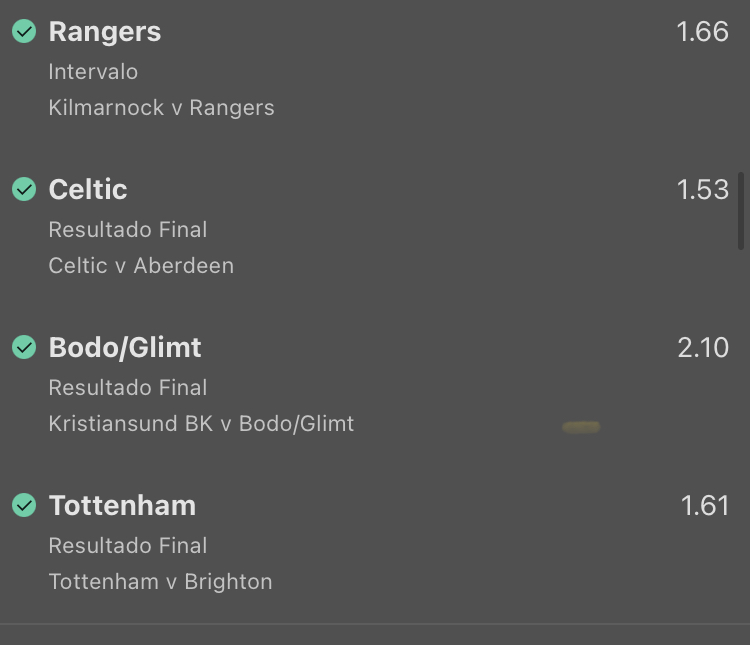 Rangers 1.66
Intervalo
Kilmarnock v Rangers
Celtic 1.53
Resultado Final
Celtic v Aberdeen
Bodo/Glimt 2.10
Resultado Final
Kristiansund BK v Bodo/Glimt
Tottenham 1.61
Resultado Final
Tottenham v Brighton